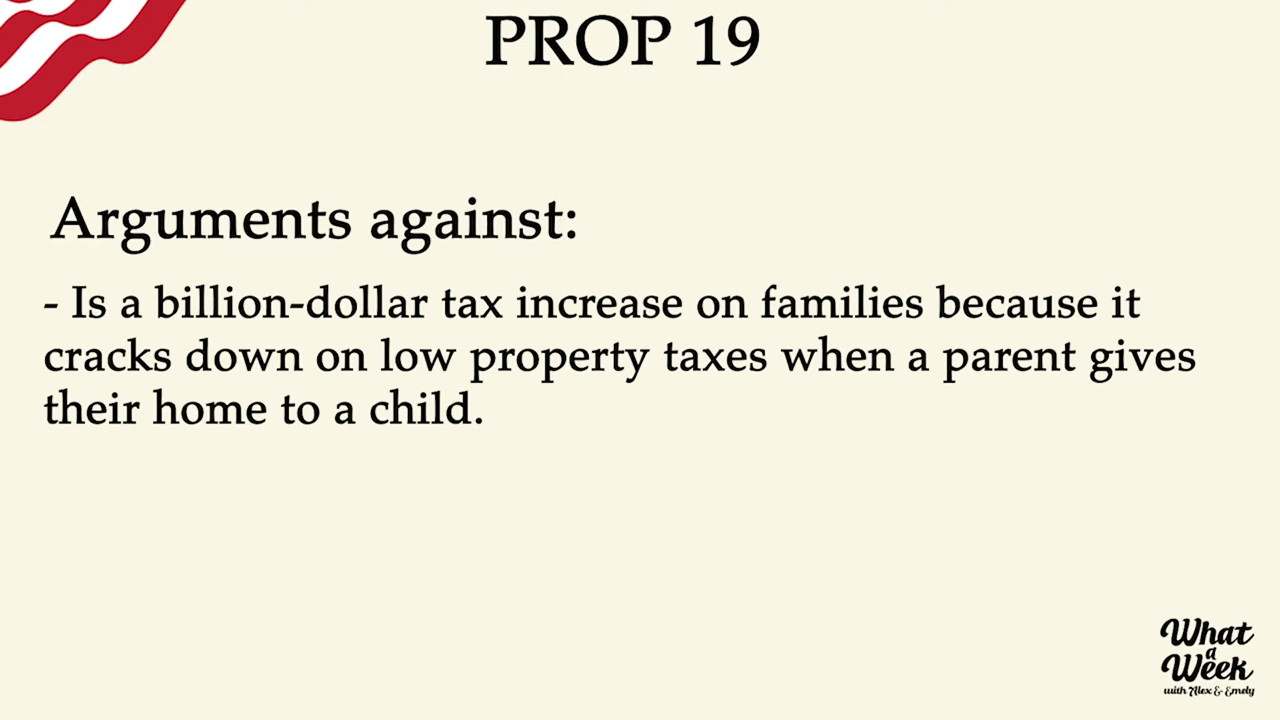 PROP 19
Arguments against:
- Is a billion-dollar tax increase on families because it
cracks down on low property taxes when a parent gives
their home to a child.
What
a
Week
with Alex & Emely